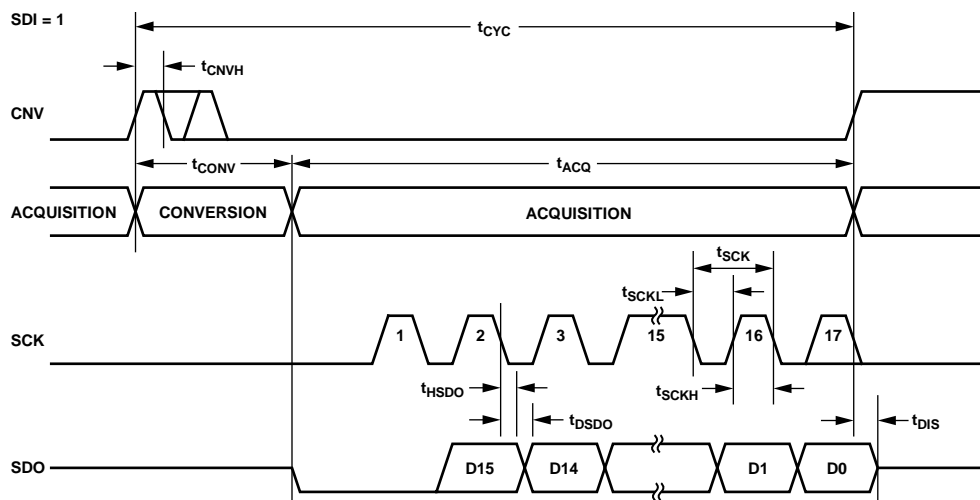 SDI = 1
tCYC
tCNVH
CNV
tCONV
tACQ
ACQUISITION
CONVERSION
ACQUISITION
tSCK
tSCKL
SCK
1
2
3
15
16
17
tHSDO
tSCKH
tDSDO
tDIS
SDO
D15
D14
D1
D0